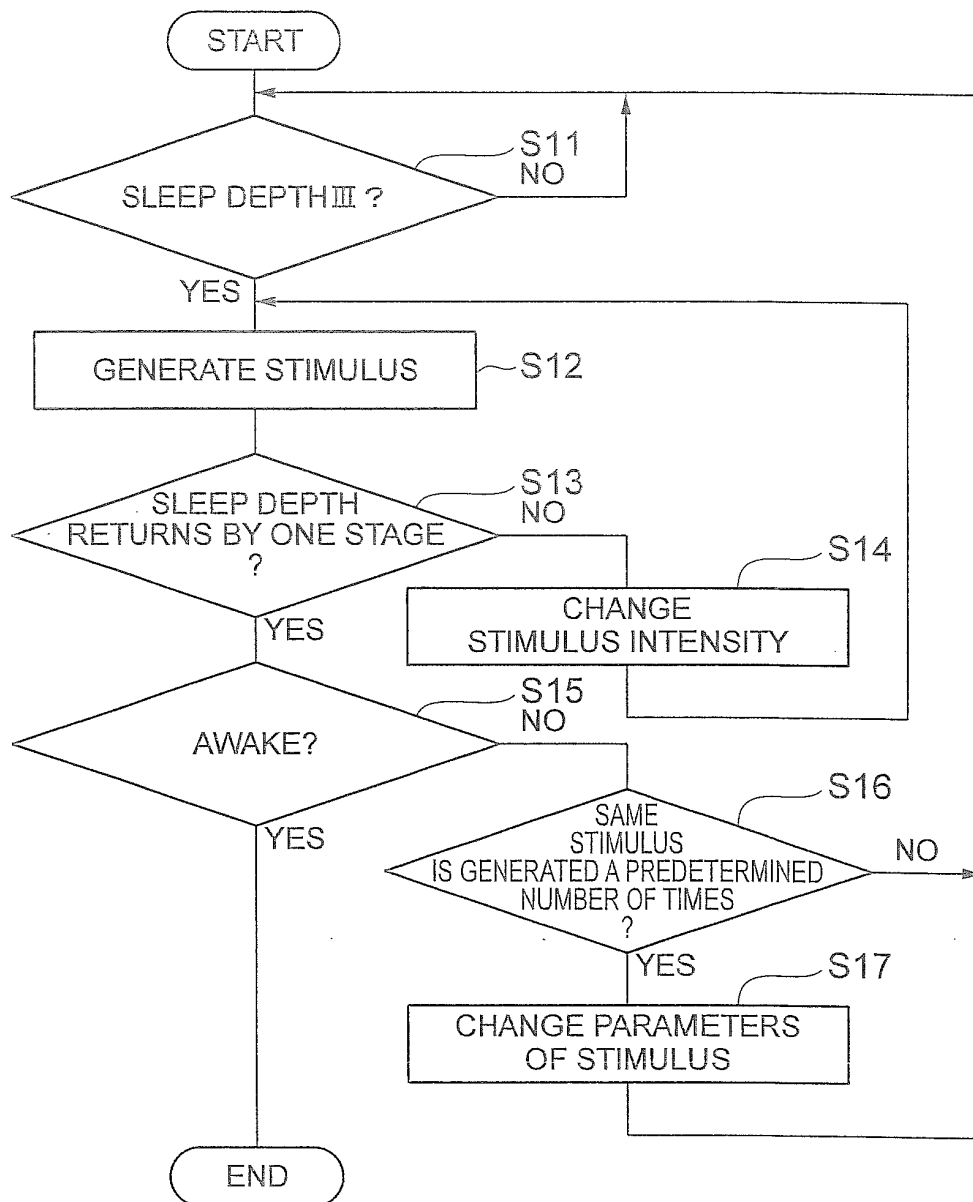 START
S11
NO
SLEEP DEPTH III ?
YES
GENERATE STIMULUS
S12
S13
NO
SLEEP DEPTH
RETURNS BY ONE STAGE
?
YES
S14
CHANGE
STIMULUS INTENSITY
S15
NO
AWAKE?
YES
S16
SAME
STIMULUS
IS GENERATED A PREDETERMINED
NUMBER OF TIMES
?
NO
YES
S17
CHANGE PARAMETERS
OF STIMULUS
END